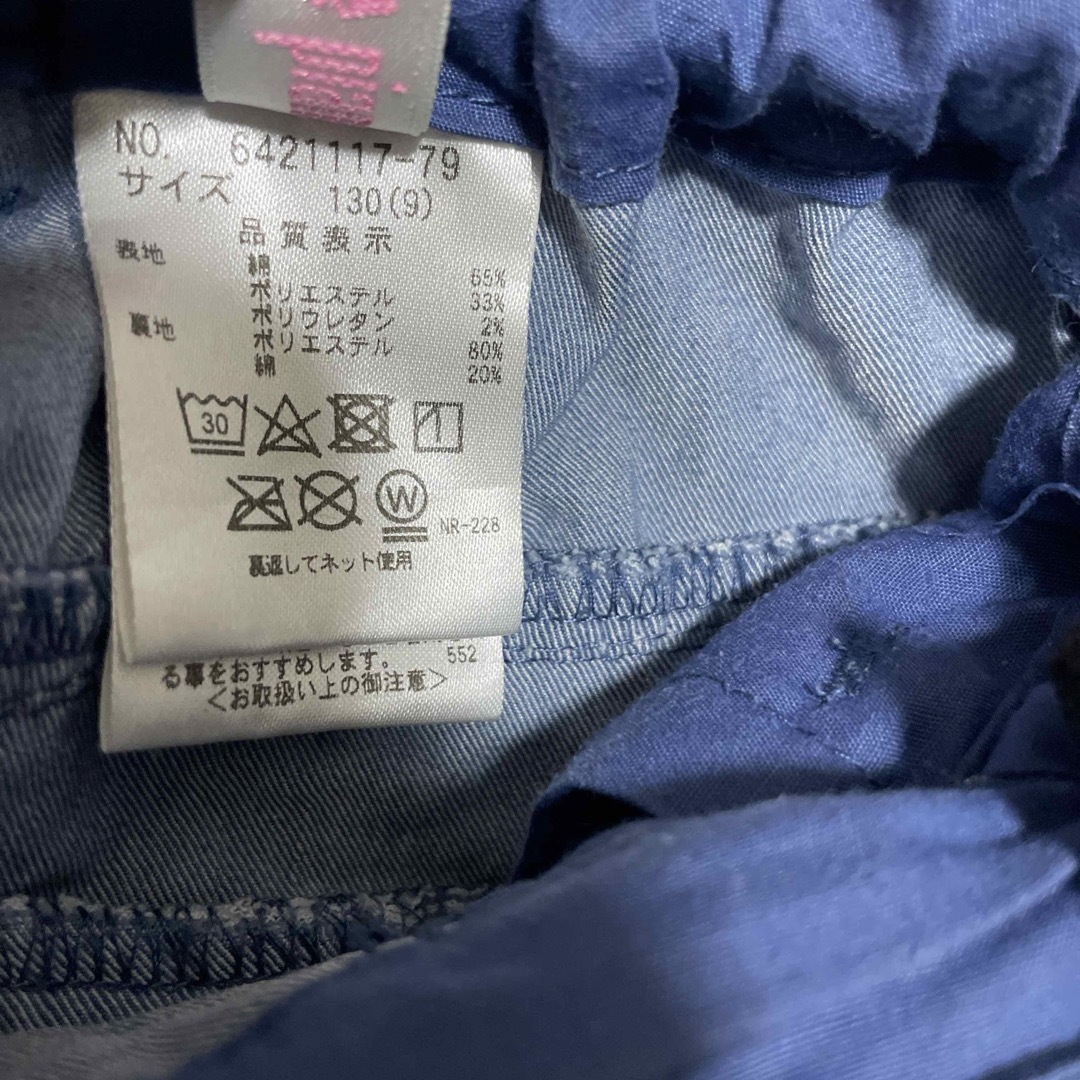 NO. 6421117-79
サイズ 130(9)
品質表示
表地 綿 65%
ポリエステル 33%
ポリウレタン 2%
裏地 ポリエステル 80%
綿 20%
30
W
NR-228
裏返してネット使用
る事をおすすめします。 552
＜お取扱い上の御注意＞